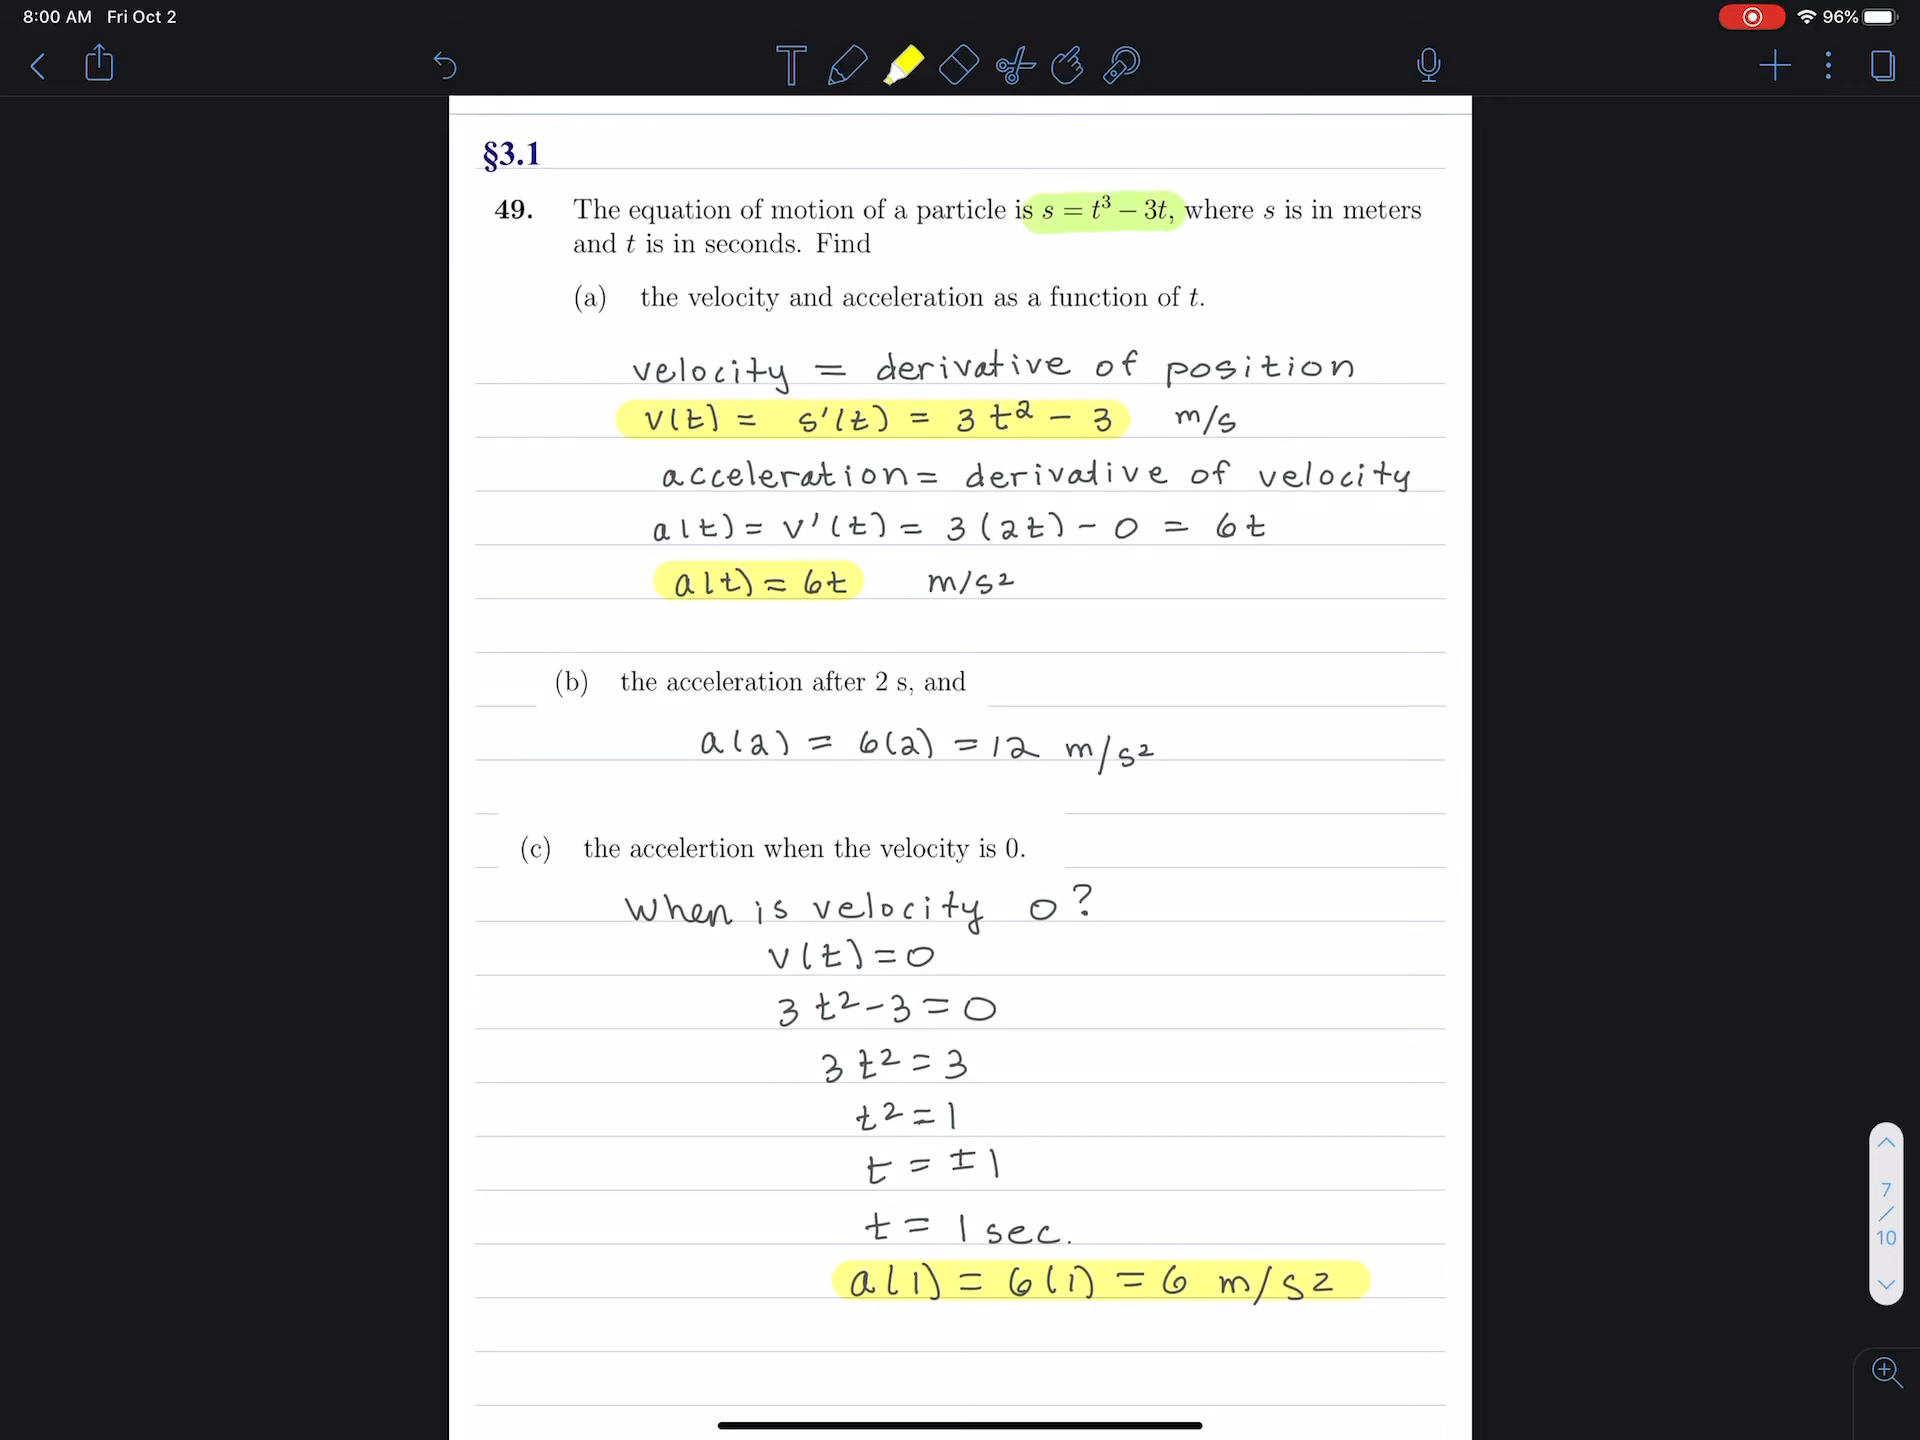 8:00 AM Fri Oct 2
96%
§3.1
49. The equation of motion of a particle is s = t³ − 3t, where s is in meters
and t is in seconds. Find
(a) the velocity and acceleration as a function of t.
velocity = derivative of position
v(t) = s'(t) = 3t² − 3 m/s
acceleration = derivative of velocity
a(t) = v'(t) = 3(2t) − 0 = 6t
a(t) = 6t m/s²
(b) the acceleration after 2 s, and
a(2) = 6(2) = 12 m/s²
(c) the accelertion when the velocity is 0.
When is velocity 0?
v(t) = 0
3t² − 3 = 0
3t² = 3
t² = 1
t = ±1
t = 1 sec.
a(1) = 6(1) = 6 m/s²
7
/
10